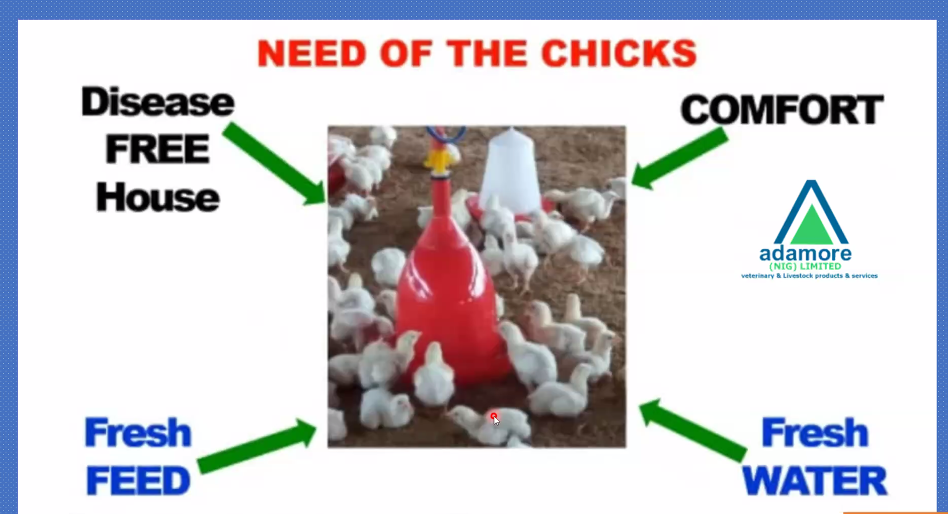 NEED OF THE CHICKS
Disease
FREE
House
COMFORT
adamore
(NIG) LIMITED
veterinary & Livestock products & services
Fresh
FEED
Fresh
WATER